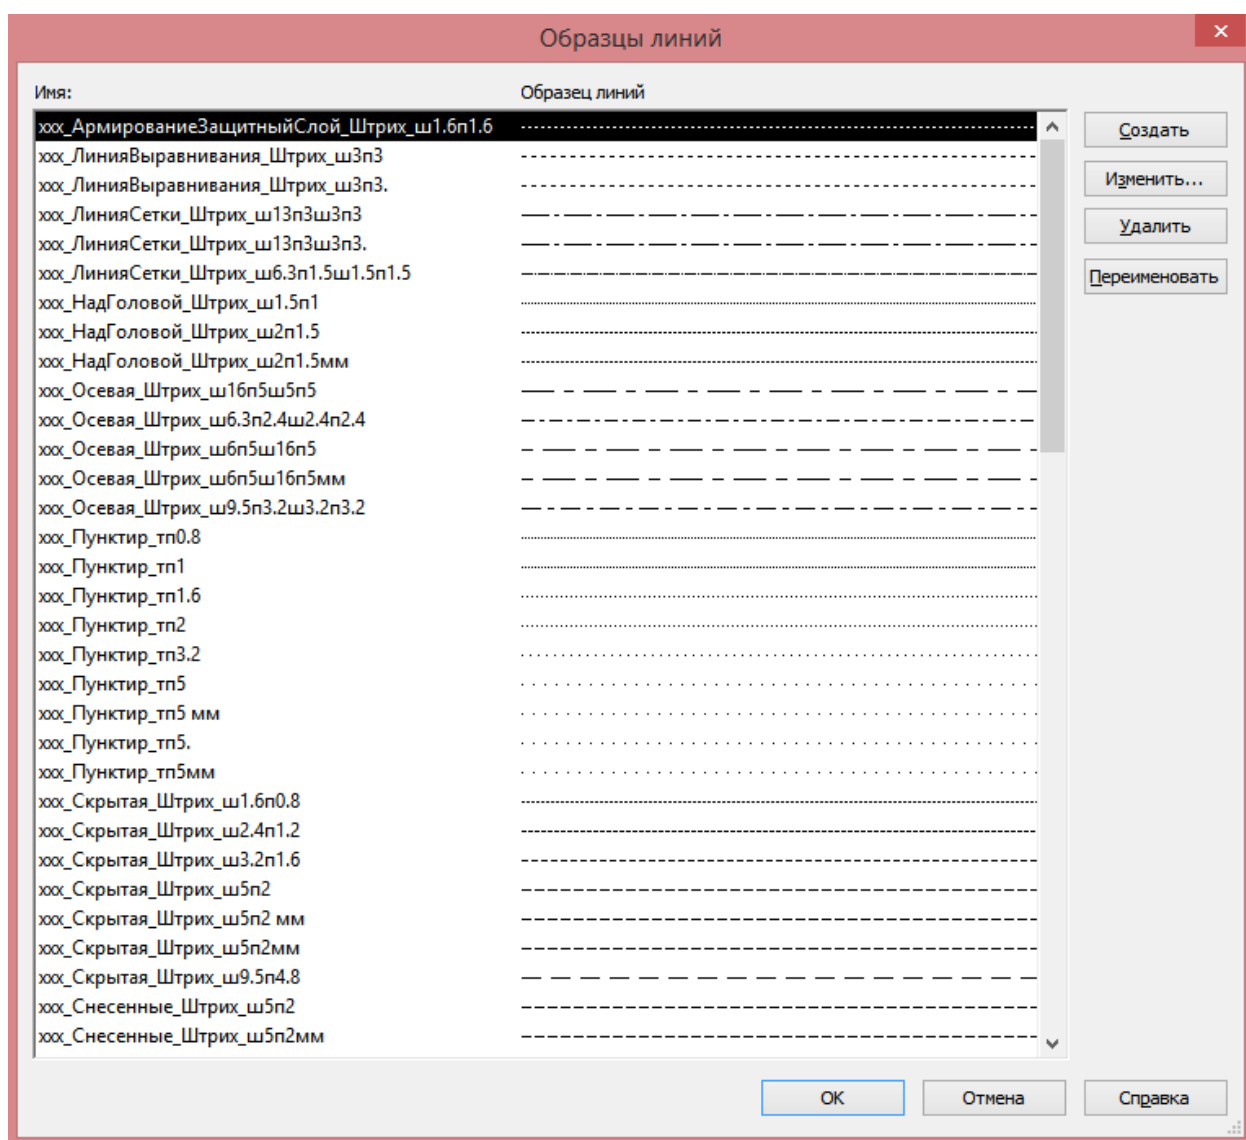 Образцы линий
Имя:
Образец линий
xxx_АрмированиеЗащитныйСлой_Штрих_ш1.6п1.6
xxx_ЛинияВыравнивания_Штрих_ш3п3
xxx_ЛинияВыравнивания_Штрих_ш3п3.
xxx_ЛинияСетки_Штрих_ш13п3ш3п3
xxx_ЛинияСетки_Штрих_ш13п3ш3п3.
xxx_ЛинияСетки_Штрих_ш6.3п1.5ш1.5п1.5
xxx_НадГоловой_Штрих_ш1.5п1
xxx_НадГоловой_Штрих_ш2п1.5
xxx_НадГоловой_Штрих_ш2п1.5мм
xxx_Осевая_Штрих_ш16п5ш5п5
xxx_Осевая_Штрих_ш6.3п2.4ш2.4п2.4
xxx_Осевая_Штрих_ш6п5ш16п5
xxx_Осевая_Штрих_ш6п5ш16п5мм
xxx_Осевая_Штрих_ш9.5п3.2ш3.2п3.2
xxx_Пунктир_тп0.8
xxx_Пунктир_тп1
xxx_Пунктир_тп1.6
xxx_Пунктир_тп2
xxx_Пунктир_тп3.2
xxx_Пунктир_тп5
xxx_Пунктир_тп5 мм
xxx_Пунктир_тп5.
xxx_Пунктир_тп5мм
xxx_Скрытая_Штрих_ш1.6п0.8
xxx_Скрытая_Штрих_ш2.4п1.2
xxx_Скрытая_Штрих_ш3.2п1.6
xxx_Скрытая_Штрих_ш5п2
xxx_Скрытая_Штрих_ш5п2 мм
xxx_Скрытая_Штрих_ш5п2мм
xxx_Скрытая_Штрих_ш9.5п4.8
xxx_Снесенные_Штрих_ш5п2
xxx_Снесенные_Штрих_ш5п2мм
Создать
Изменить...
Удалить
Переименовать
OK
Отмена
Справка